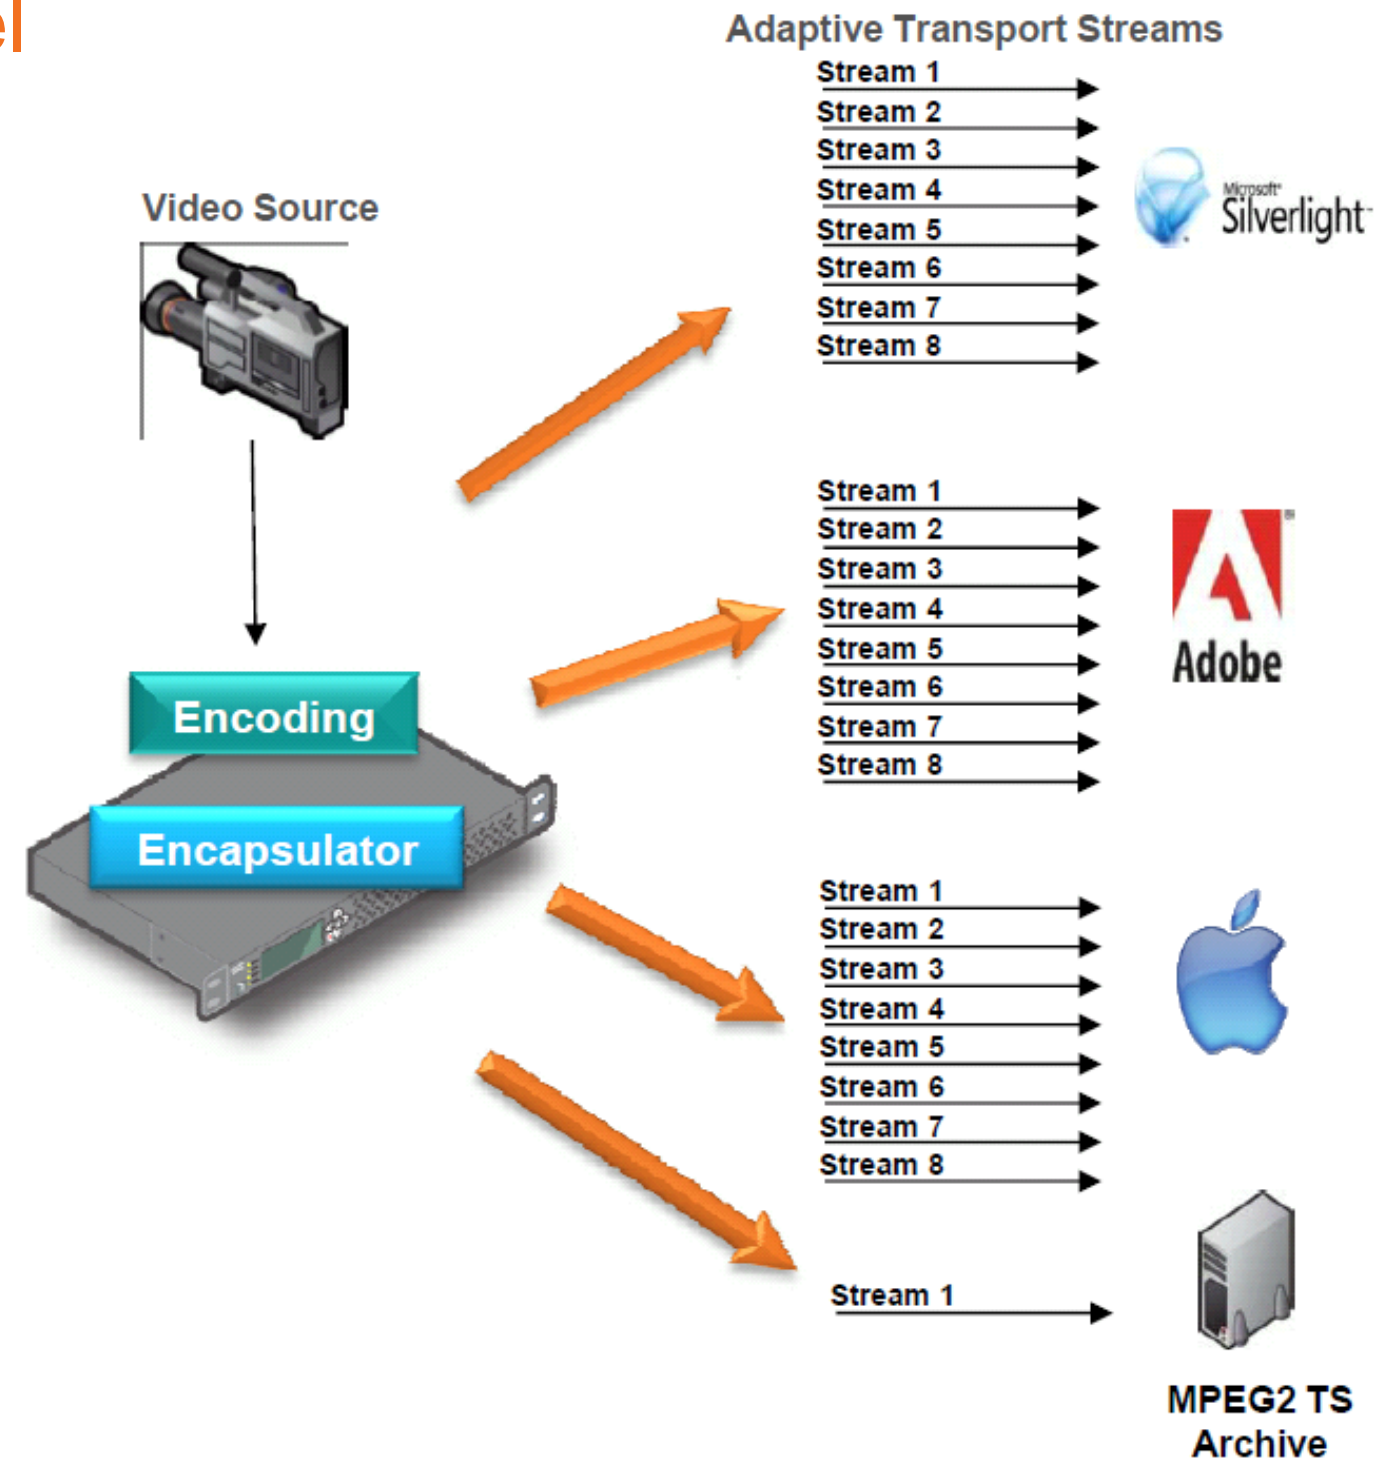 el
Adaptive Transport Streams
Stream 1
Stream 2
Stream 3
Stream 4
Stream 5
Stream 6
Stream 7
Stream 8
Microsoft®
Silverlight™
Video Source
Encoding
Encapsulator
Stream 1
Stream 2
Stream 3
Stream 4
Stream 5
Stream 6
Stream 7
Stream 8
Adobe
Stream 1
Stream 2
Stream 3
Stream 4
Stream 5
Stream 6
Stream 7
Stream 8
Stream 1
MPEG2 TS
Archive